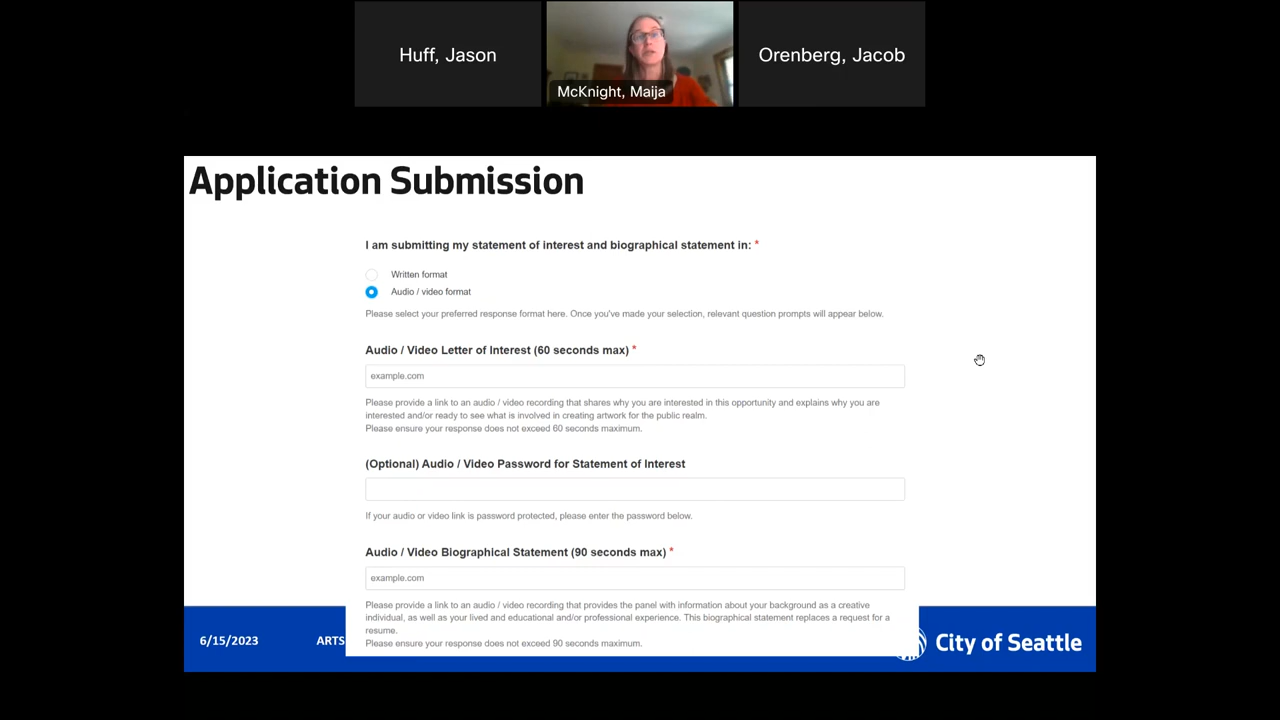 Huff, Jason
McKnight, Maija
Orenberg, Jacob
Application Submission
I am submitting my statement of interest and biographical statement in: *
Written format
Audio / video format
Please select your preferred response format here. Once you've made your selection, relevant question prompts will appear below.
Audio / Video Letter of Interest (60 seconds max) *
example.com
Please provide a link to an audio / video recording that shares why you are interested in this opportunity and explains why you are
interested and/or ready to see what is involved in creating artwork for the public realm.
Please ensure your response does not exceed 60 seconds maximum.
(Optional) Audio / Video Password for Statement of Interest
If your audio or video link is password protected, please enter the password below.
Audio / Video Biographical Statement (90 seconds max) *
example.com
Please provide a link to an audio / video recording that provides the panel with information about your background as a creative
individual, as well as your lived and educational and/or professional experience. This biographical statement replaces a request for a
resume.
Please ensure your response does not exceed 90 seconds maximum.
6/15/2023
ARTS
City of Seattle